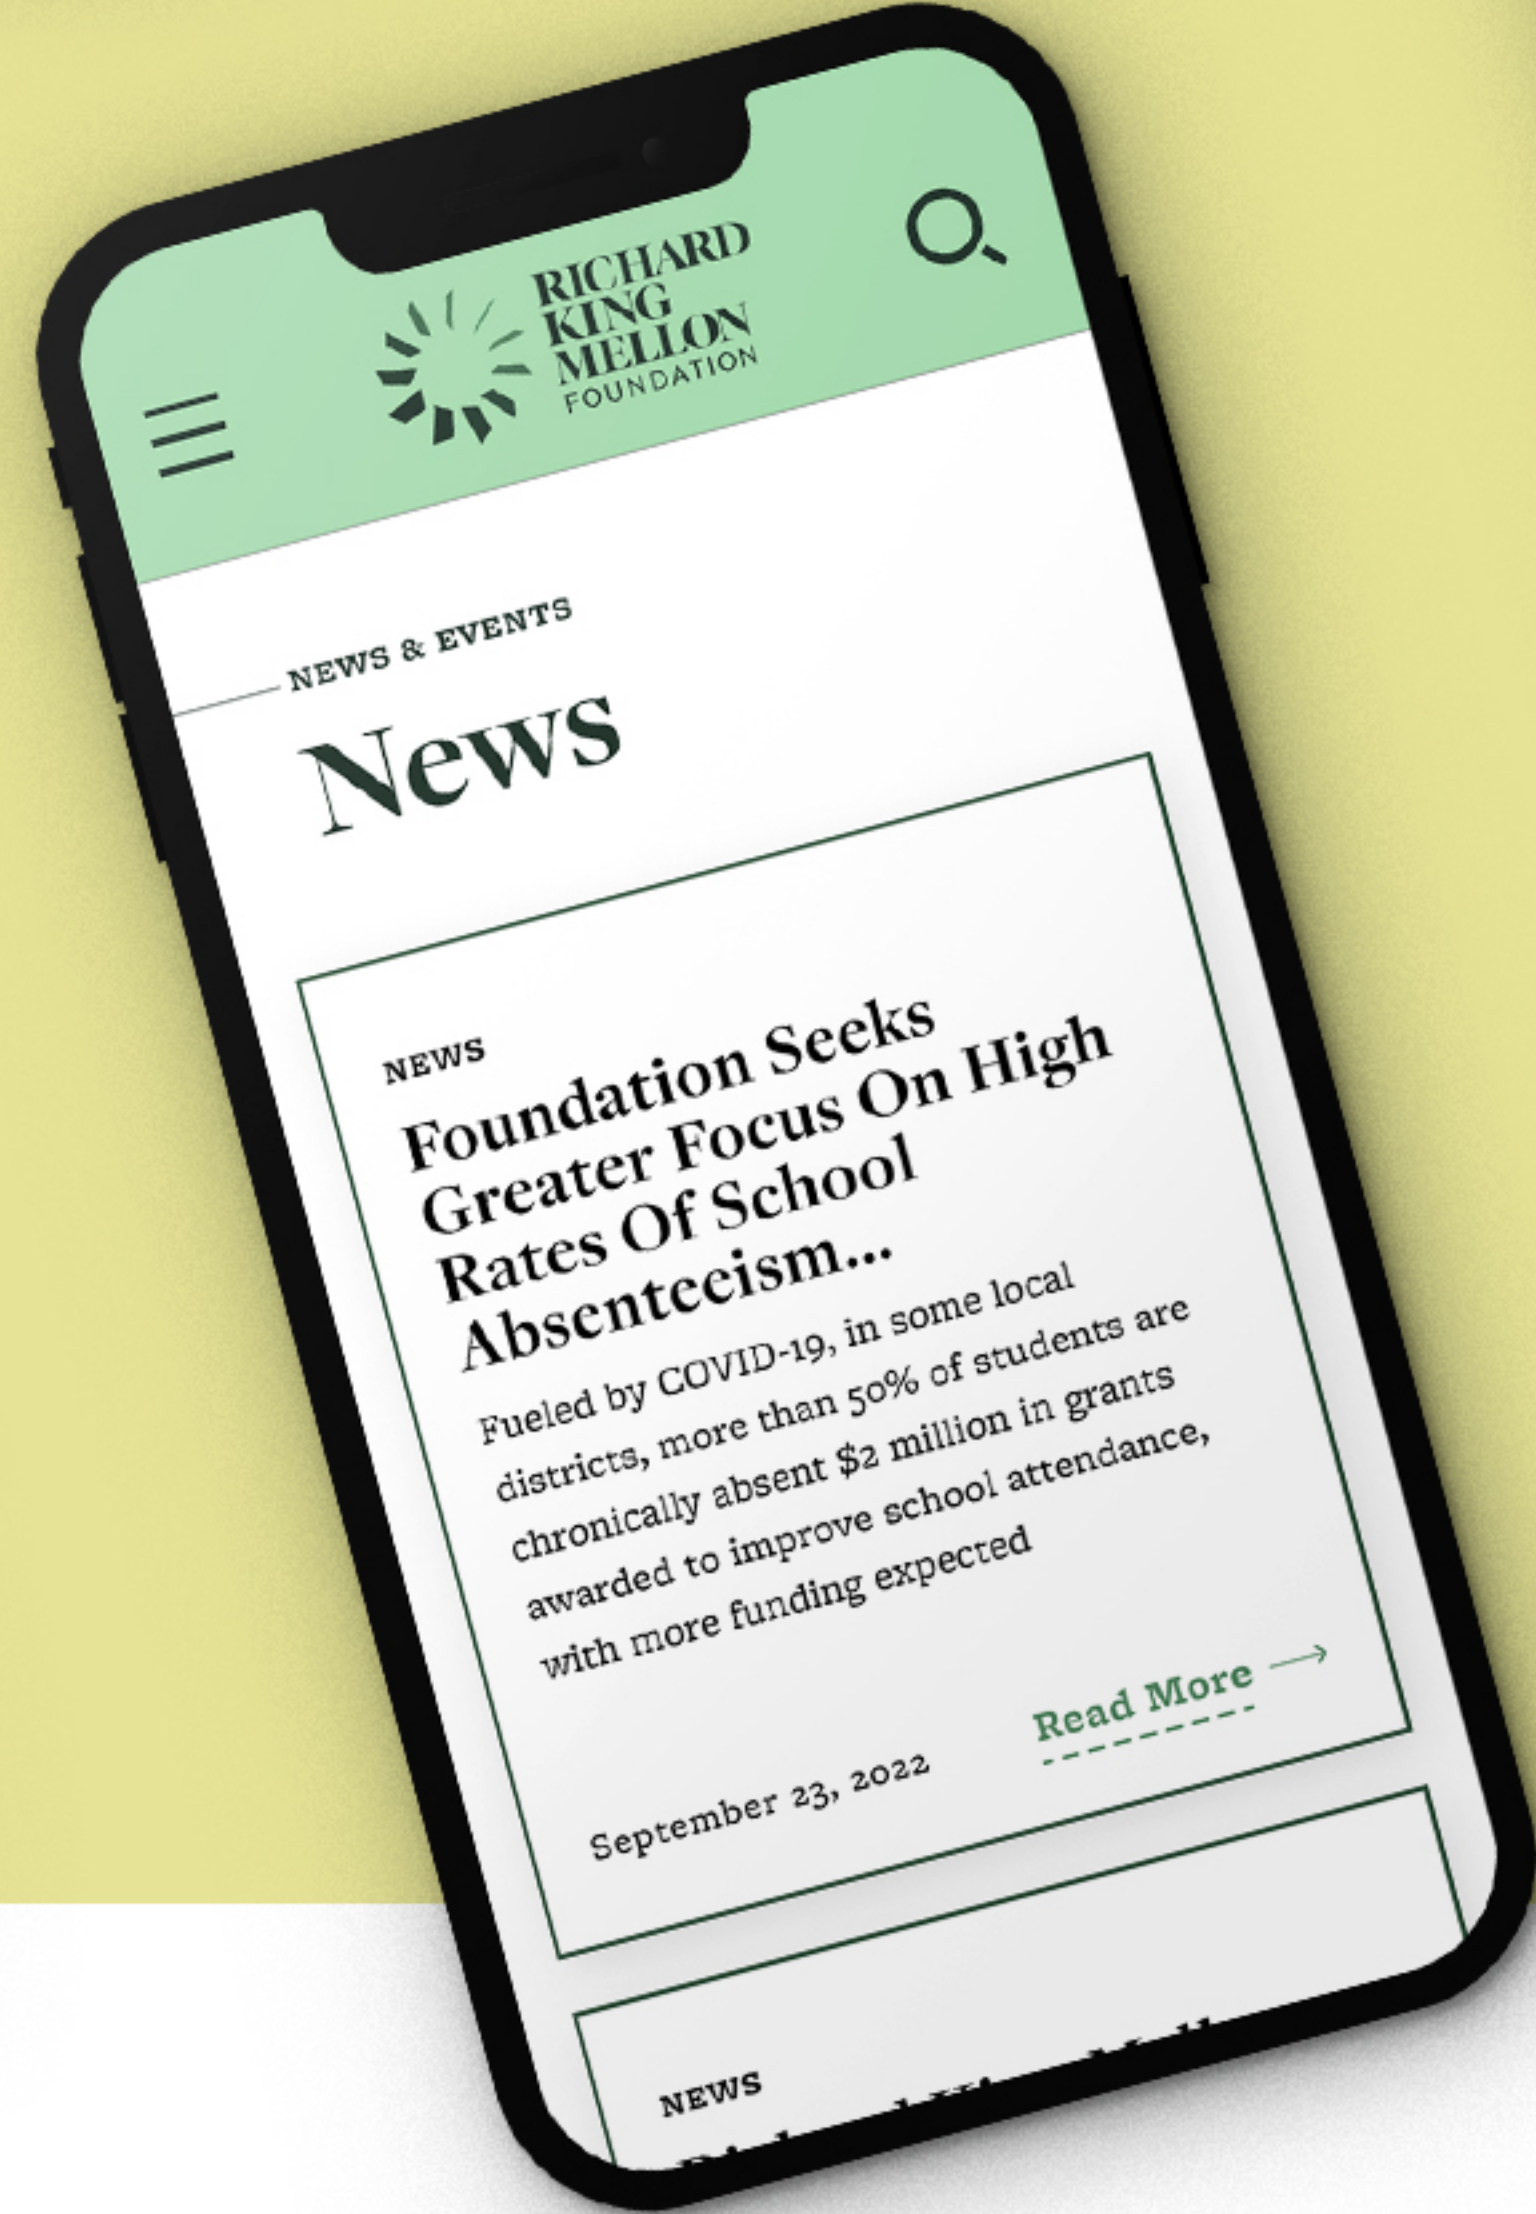 RICHARD
KING
MELLON
FOUNDATION
NEWS & EVENTS
News
NEWS
Foundation Seeks
Greater Focus On High
Rates Of School
Absenteeism...
Fueled by COVID-19, in some local
districts, more than 50% of students are
chronically absent $2 million in grants
awarded to improve school attendance,
with more funding expected
Read More →
September 23, 2022
NEWS